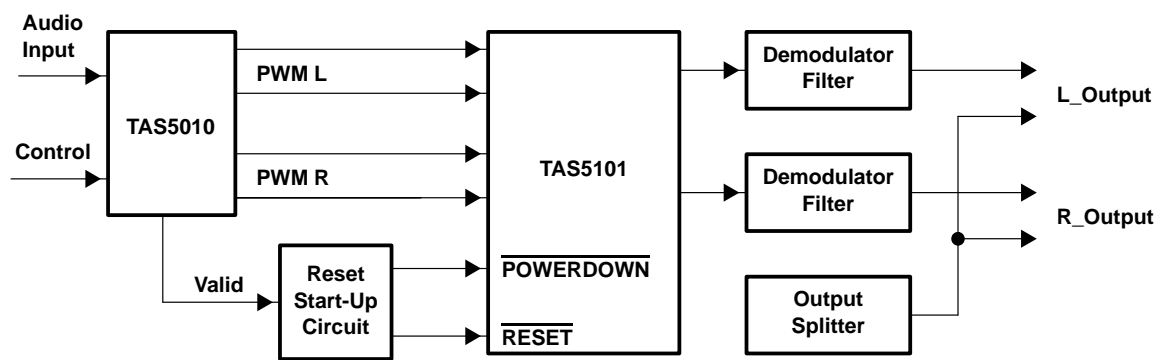 Audio
Input
TAS5010
Control
PWM L
PWM R
Valid
Reset
Start-Up
Circuit
TAS5101
POWERDOWN
RESET
Demodulator
Filter
Demodulator
Filter
Output
Splitter
L_Output
R_Output